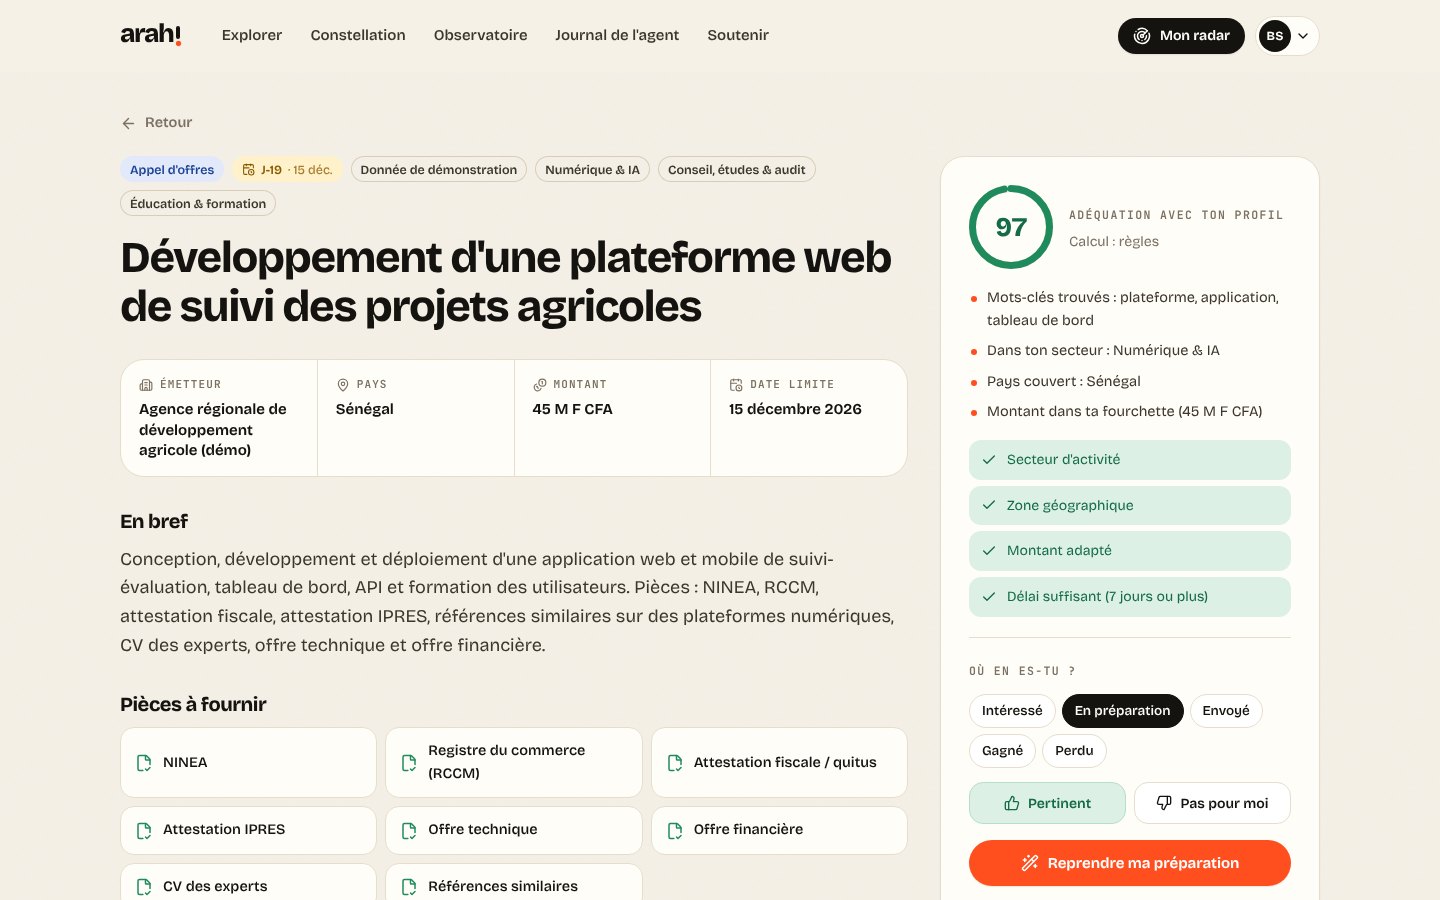 arah!
Explorer
Constellation
Observatoire
Journal de l'agent
Soutenir
Mon radar
BS
Retour
Appel d'offres
J-19 · 15 déc.
Donnée de démonstration
Numérique & IA
Conseil, études & audit
Éducation & formation
Développement d'une plateforme web
de suivi des projets agricoles
ÉMETTEUR
Agence régionale de
développement
agricole (démo)
PAYS
Sénégal
MONTANT
45 M F CFA
DATE LIMITE
15 décembre 2026
En bref
Conception, développement et déploiement d'une application web et mobile de suivi-
évaluation, tableau de bord, API et formation des utilisateurs. Pièces : NINEA, RCCM,
attestation fiscale, attestation IPRES, références similaires sur des plateformes numériques,
CV des experts, offre technique et offre financière.
Pièces à fournir
NINEA
Registre du commerce
(RCCM)
Attestation fiscale / quitus
Attestation IPRES
Offre technique
Offre financière
CV des experts
Références similaires
97
ADÉQUATION AVEC TON PROFIL
Calcul : règles
Mots-clés trouvés : plateforme, application,
tableau de bord
Dans ton secteur : Numérique & IA
Pays couvert : Sénégal
Montant dans ta fourchette (45 M F CFA)
Secteur d'activité
Zone géographique
Montant adapté
Délai suffisant (7 jours ou plus)
OÙ EN ES-TU ?
Intéressé
En préparation
Envoyé
Gagné
Perdu
Pertinent
Pas pour moi
Reprendre ma préparation